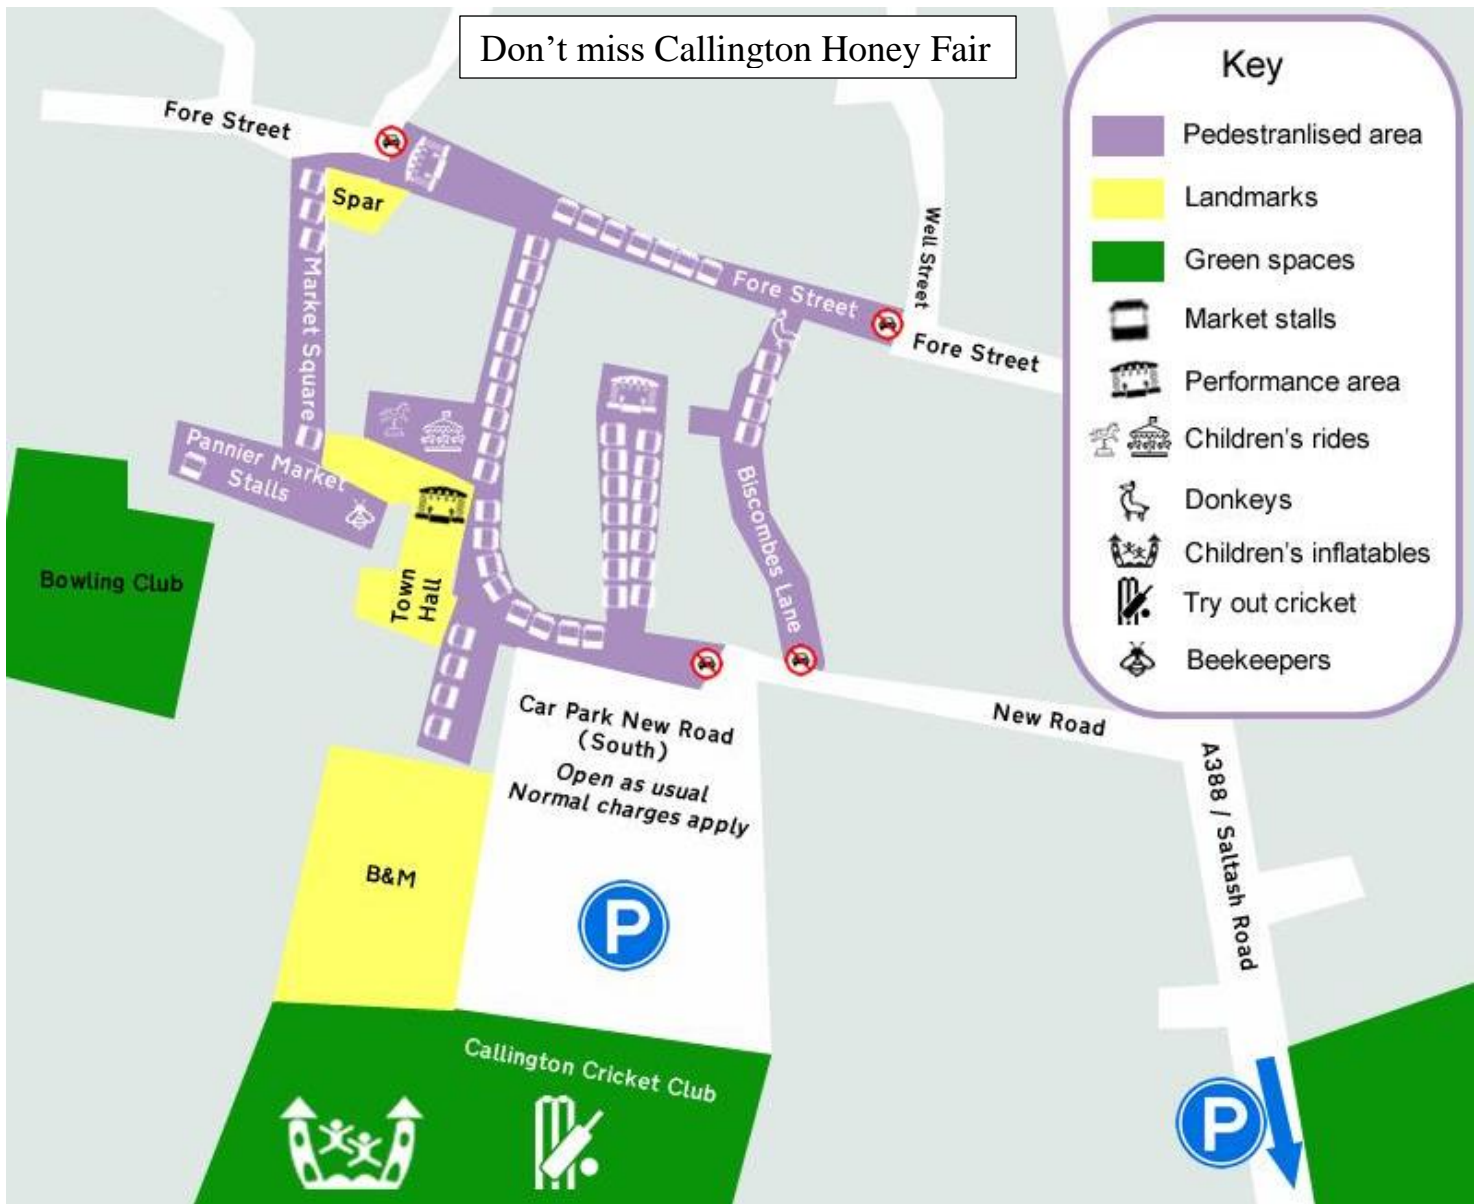 Don't miss Callington Honey Fair
Key
Pedestranlised area
Landmarks
Green spaces
Market stalls
Performance area
Children's rides
Donkeys
Children's inflatables
Try out cricket
Beekeepers
Fore Street
Spar
Market Square
Well Street
Fore Street
Fore Street
Pannier Market
Stalls
Bowling Club
Town
Hall
Biscombes Lane
Car Park New Road
(South)
Open as usual
Normal charges apply
New Road
A388 / Saltash Road
B&M
P
Callington Cricket Club
P